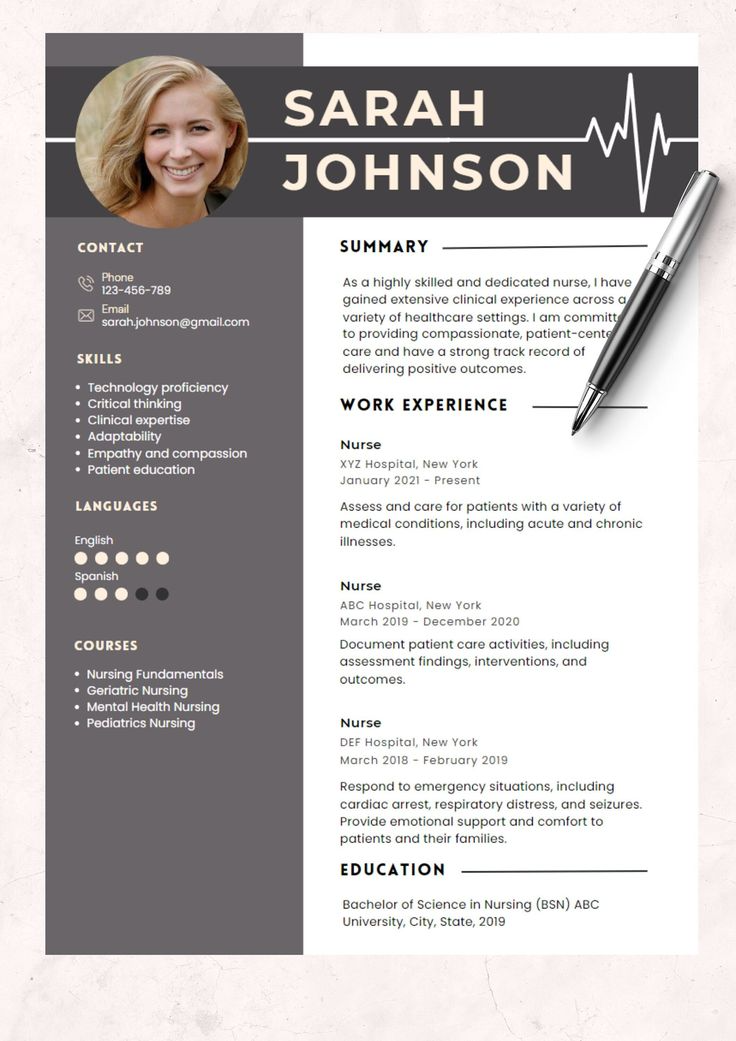 SARAH
JOHNSON
CONTACT
Phone
123-456-789
Email
sarah.johnson@gmail.com
SKILLS
• Technology proficiency
• Critical thinking
• Clinical expertise
• Adaptability
• Empathy and compassion
• Patient education
LANGUAGES
English
Spanish
COURSES
• Nursing Fundamentals
• Geriatric Nursing
• Mental Health Nursing
• Pediatrics Nursing
SUMMARY
As a highly skilled and dedicated nurse, I have
gained extensive clinical experience across a
variety of healthcare settings. I am
to providing compassionate,
care and have a strong track record of
delivering positive outcomes.
WORK EXPERIENCE
Nurse
XYZ Hospital, New York
January 2021 - Present
Assess and care for patients with a variety of
medical conditions, including acute and chronic
illnesses.
Nurse
ABC Hospital, New York
March 2019 - December 2020
Document patient care activities, including
assessment findings, interventions, and
outcomes.
Nurse
DEF Hospital, New York
March 2018 - February 2019
Respond to emergency situations, including
cardiac arrest, respiratory distress, and seizures.
Provide emotional support and comfort to
patients and their families.
EDUCATION
Bachelor of Science in Nursing (BSN) ABC
University, City, State, 2019